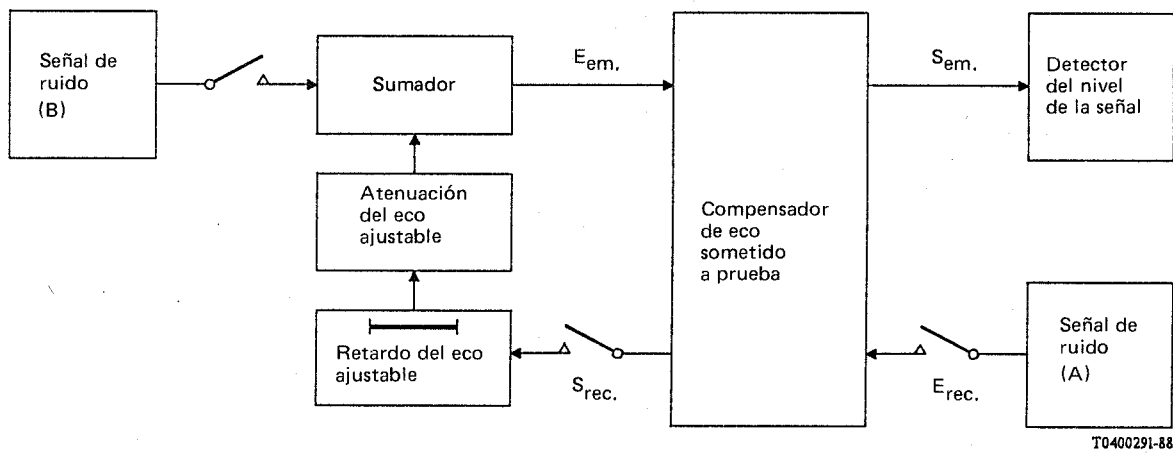 Señal de
ruido
(B)
Sumador
E_em.
S_em.
Detector
del nivel
de la señal
Atenuación
del eco
ajustable
Compensador
de eco
sometido
a prueba
Retardo del eco
ajustable
S_rec.
E_rec.
Señal de
ruido
(A)
T0400291-88